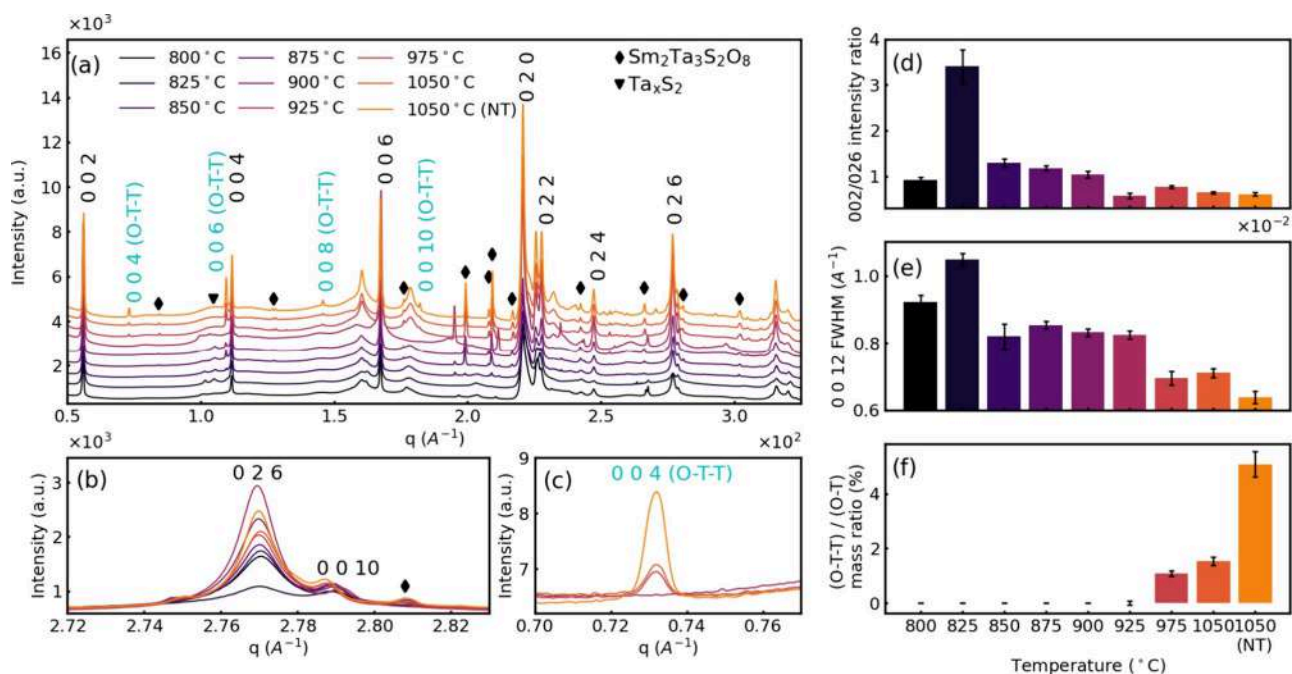 ×10³
16
14
12
10
8
6
4
2
Intensity (a.u.)
(a)
800°C
825°C
850°C
875°C
900°C
925°C
975°C
1050°C
1050°C (NT)
Sm₂Ta₃S₂O₈
TaₓS₂
0 0 2
0 0 4 (O-T-T)
0 0 6 (O-T-T)
0 0 4
0 0 8 (O-T-T)
0 0 6
0 0 10 (O-T-T)
0 2 0
0 2 2
0 2 4
0 2 6
0.5 1.0 1.5 2.0 2.5 3.0
q (A⁻¹)
×10³
(b)
0 2 6
0 0 10
3
2
1
Intensity (a.u.)
2.72 2.74 2.76 2.78 2.80 2.82
q (A⁻¹)
×10²
(c)
0 0 4 (O-T-T)
9
8
7
Intensity (a.u.)
0.70 0.72 0.74 0.76
q (A⁻¹)
(d)
4
3
2
1
002/026 intensity ratio
×10⁻²
(e)
1.0
0.8
0.6
0 0 12 FWHM (A⁻¹)
(f)
4
2
0
(O-T-T) / (O-T)
mass ratio (%)
800 825 850 875 900 925 975 1050 1050
(NT)
Temperature (°C)